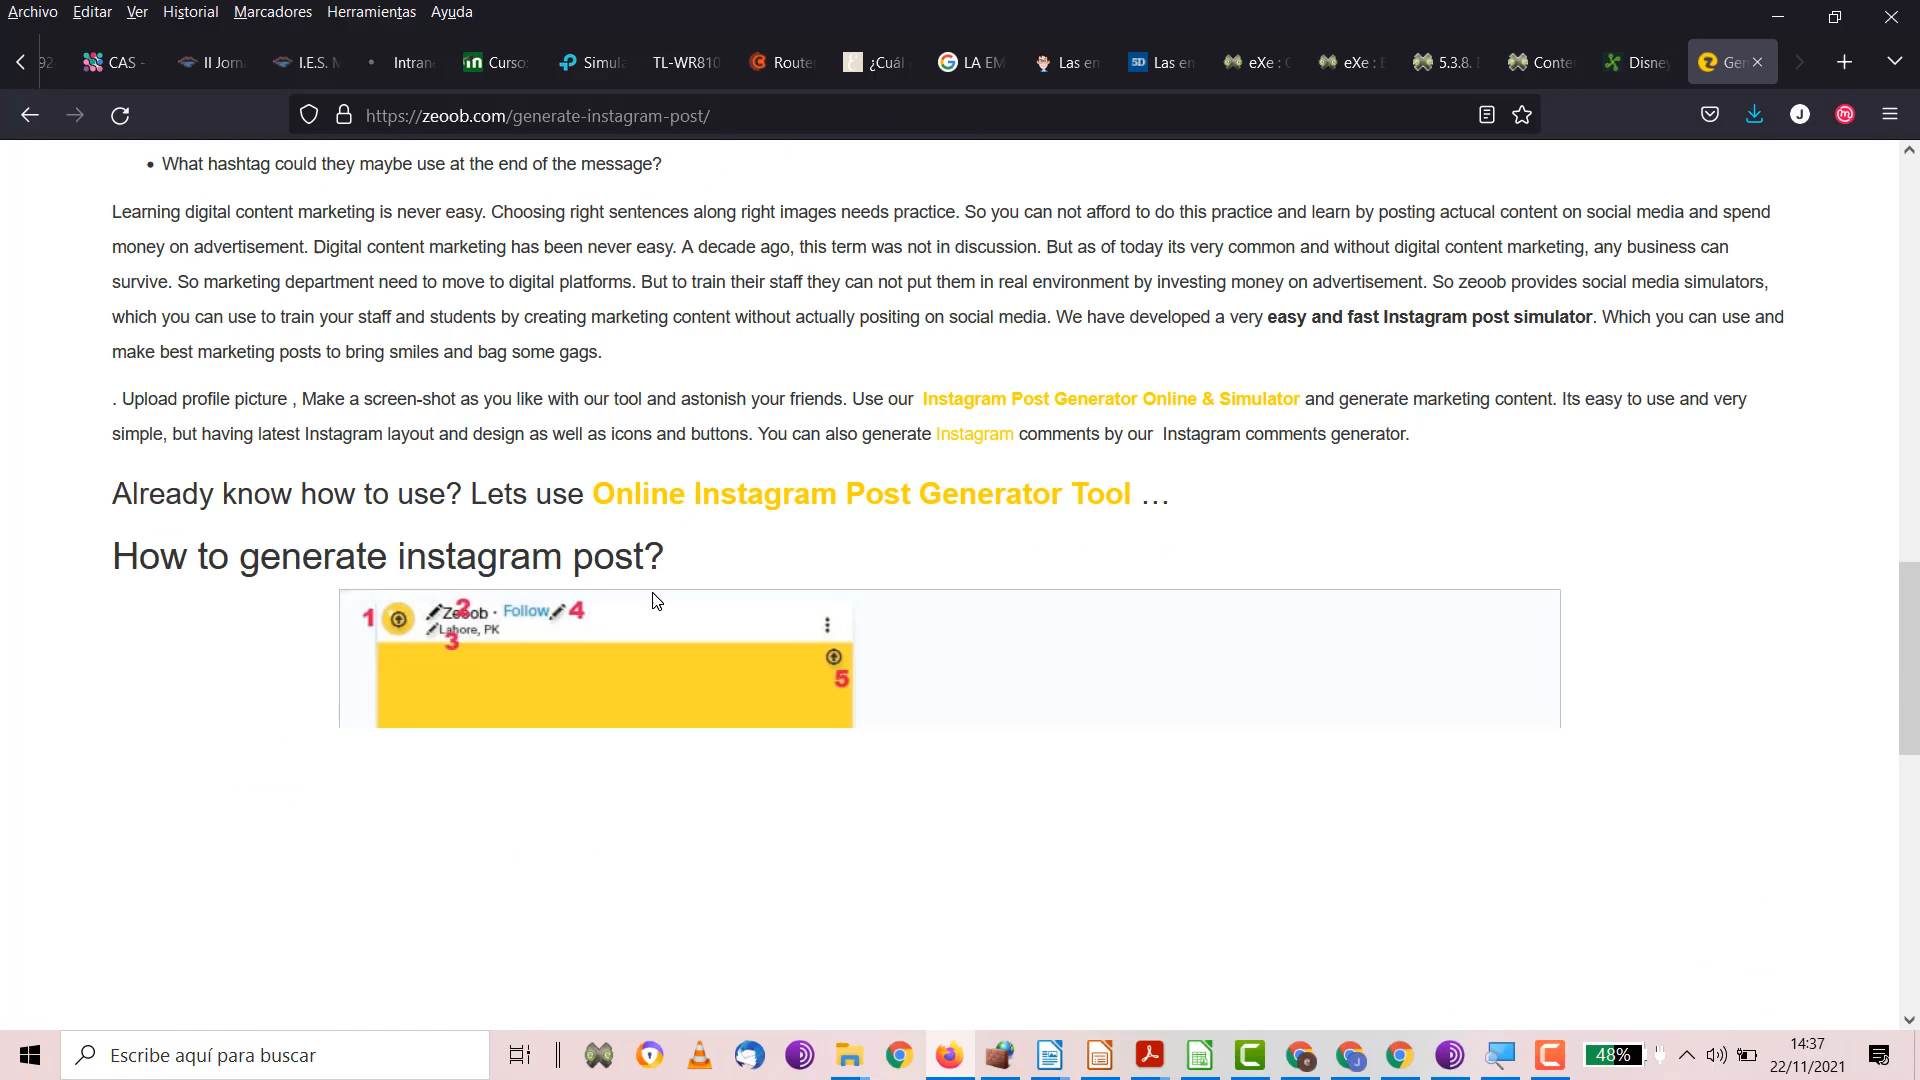 Archivo Editar Ver Historial Marcadores Herramientas Ayuda
92 CAS - II Jorn I.E.S. M Intrane Curso: Simula TL-WR810 Route ¿Cuál LA EM Las en Las en eXe : C eXe : E 5.3.8. Conte Disney Gen
https://zeoob.com/generate-instagram-post/
J m
• What hashtag could they maybe use at the end of the message?
Learning digital content marketing is never easy. Choosing right sentences along right images needs practice. So you can not afford to do this practice and learn by posting actucal content on social media and spend
money on advertisement. Digital content marketing has been never easy. A decade ago, this term was not in discussion. But as of today its very common and without digital content marketing, any business can
survive. So marketing department need to move to digital platforms. But to train their staff they can not put them in real environment by investing money on advertisement. So zeoob provides social media simulators,
which you can use to train your staff and students by creating marketing content without actually positing on social media. We have developed a very easy and fast Instagram post simulator. Which you can use and
make best marketing posts to bring smiles and bag some gags.
. Upload profile picture , Make a screen-shot as you like with our tool and astonish your friends. Use our Instagram Post Generator Online & Simulator and generate marketing content. Its easy to use and very
simple, but having latest Instagram layout and design as well as icons and buttons. You can also generate Instagram comments by our Instagram comments generator.
Already know how to use? Lets use Online Instagram Post Generator Tool …
How to generate instagram post?
1 2 Zeoob · Follow 4
Lahore, PK
3
5
Escribe aquí para buscar
48%
14:37
22/11/2021